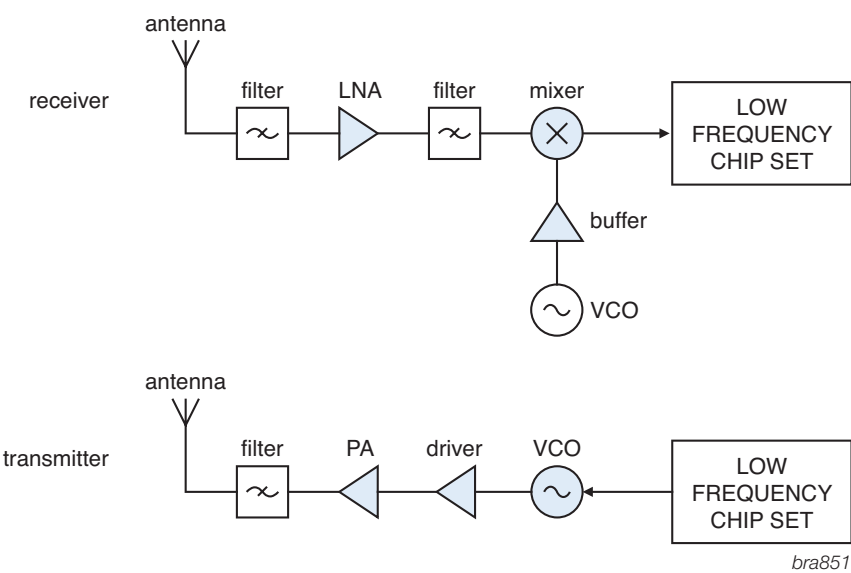 antenna
receiver
filter
LNA
filter
mixer
LOW
FREQUENCY
CHIP SET
buffer
VCO
antenna
transmitter
filter
PA
driver
VCO
LOW
FREQUENCY
CHIP SET
bra851